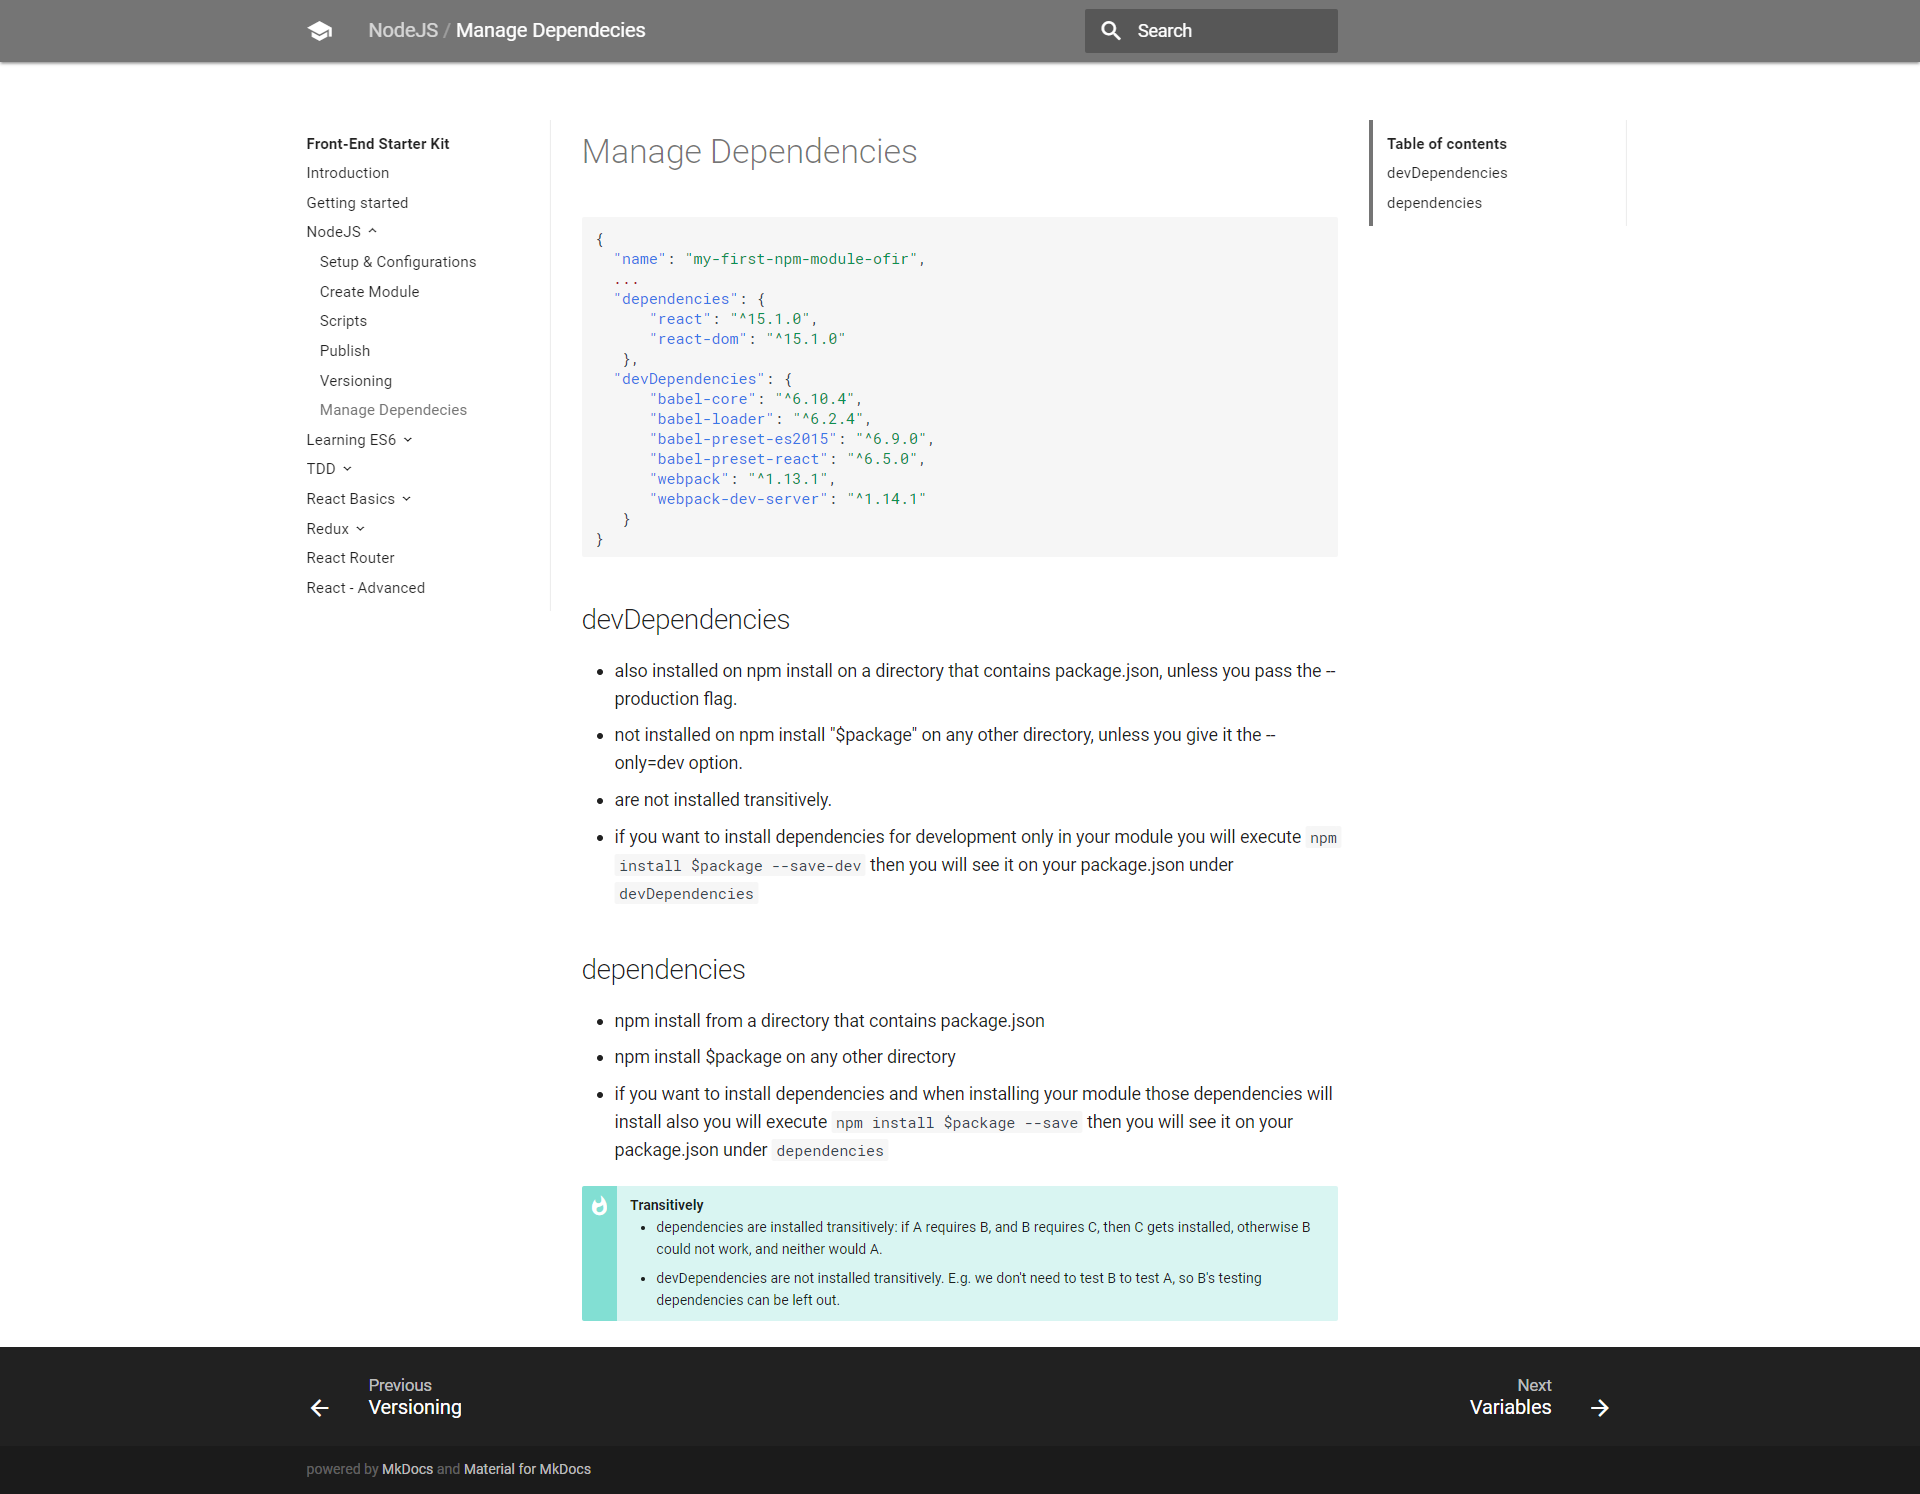 NodeJS / Manage Dependecies
Search
Front-End Starter Kit
Introduction
Getting started
NodeJS
Setup & Configurations
Create Module
Scripts
Publish
Versioning
Manage Dependecies
Learning ES6
TDD
React Basics
Redux
React Router
React - Advanced
Manage Dependencies
{
  "name": "my-first-npm-module-ofir",
  ...
  "dependencies": {
      "react": "^15.1.0",
      "react-dom": "^15.1.0"
   },
  "devDependencies": {
      "babel-core": "^6.10.4",
      "babel-loader": "^6.2.4",
      "babel-preset-es2015": "^6.9.0",
      "babel-preset-react": "^6.5.0",
      "webpack": "^1.13.1",
      "webpack-dev-server": "^1.14.1"
   }
}
devDependencies
also installed on npm install on a directory that contains package.json, unless you pass the --
production flag.
not installed on npm install "$package" on any other directory, unless you give it the --
only=dev option.
are not installed transitively.
if you want to install dependencies for development only in your module you will execute npm
install $package --save-dev then you will see it on your package.json under
devDependencies
dependencies
npm install from a directory that contains package.json
npm install $package on any other directory
if you want to install dependencies and when installing your module those dependencies will
install also you will execute npm install $package --save then you will see it on your
package.json under dependencies
Transitively
dependencies are installed transitively: if A requires B, and B requires C, then C gets installed, otherwise B
could not work, and neither would A.
devDependencies are not installed transitively. E.g. we don't need to test B to test A, so B's testing
dependencies can be left out.
Table of contents
devDependencies
dependencies
Previous
Versioning
Next
Variables
powered by MkDocs and Material for MkDocs